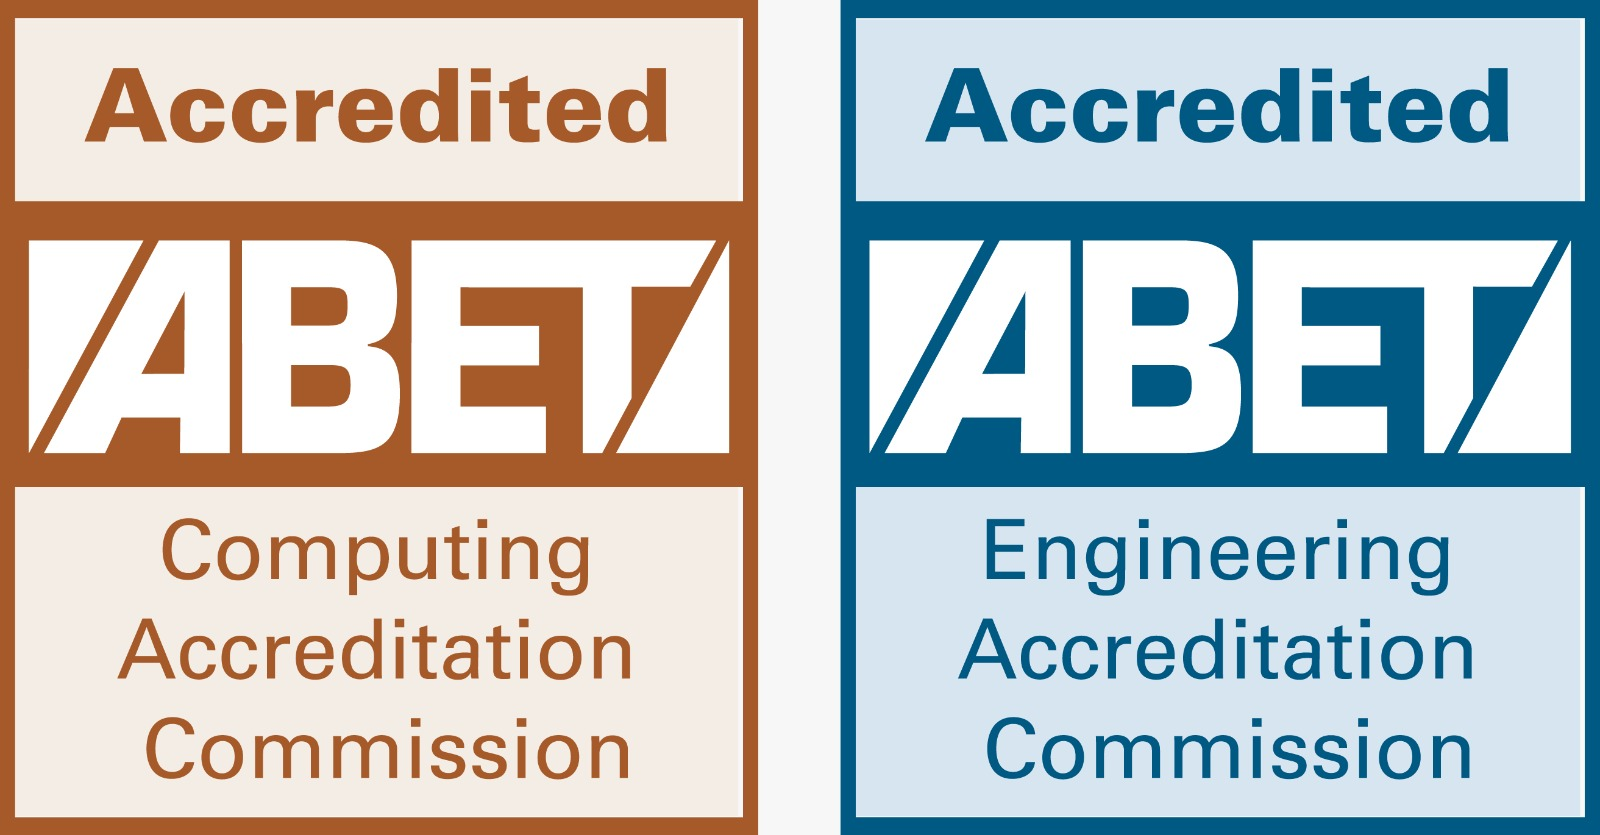 Accredited
ABET
Computing
Accreditation
Commission
Accredited
ABET
Engineering
Accreditation
Commission